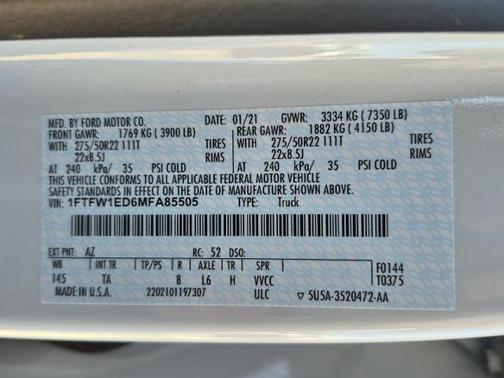 MFD. BY FORD MOTOR CO. 01/21 GVWR: 3334 KG ( 7350 LB)
FRONT GAWR: 1769 KG ( 3900 LB) REAR GAWR: 1882 KG ( 4150 LB)
WITH 275/50R22 111T TIRES WITH 275/50R22 111T TIRES
22x8.5J RIMS 22x8.5J RIMS
AT 240 kPa/ 35 PSI COLD AT 240 kPa/ 35 PSI COLD
THIS VEHICLE CONFORMS TO ALL APPLICABLE FEDERAL MOTOR VEHICLE
SAFETY STANDARDS IN EFFECT ON THE DATE OF MANUFACTURE SHOWN ABOVE.
VIN: 1FTFW1ED6MFA85505 TYPE: Truck
EXT PNT: AZ RC: 52 DSO:
WB INT TR TP/PS R AXLE TR SPR F0144
145 TA 8 L6 H VVCC T0375
MADE IN U.S.A. 2202101197307 ULC ▽ 5U5A-3520472-AA